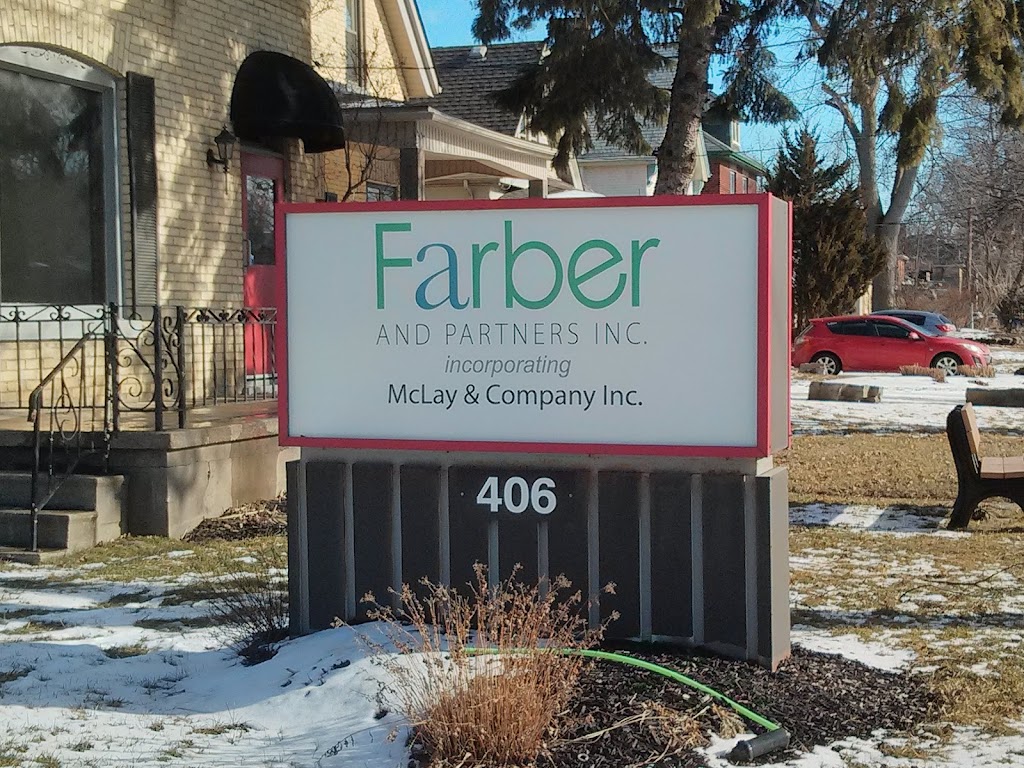 Farber
AND PARTNERS INC.
incorporating
McLay & Company Inc.
406